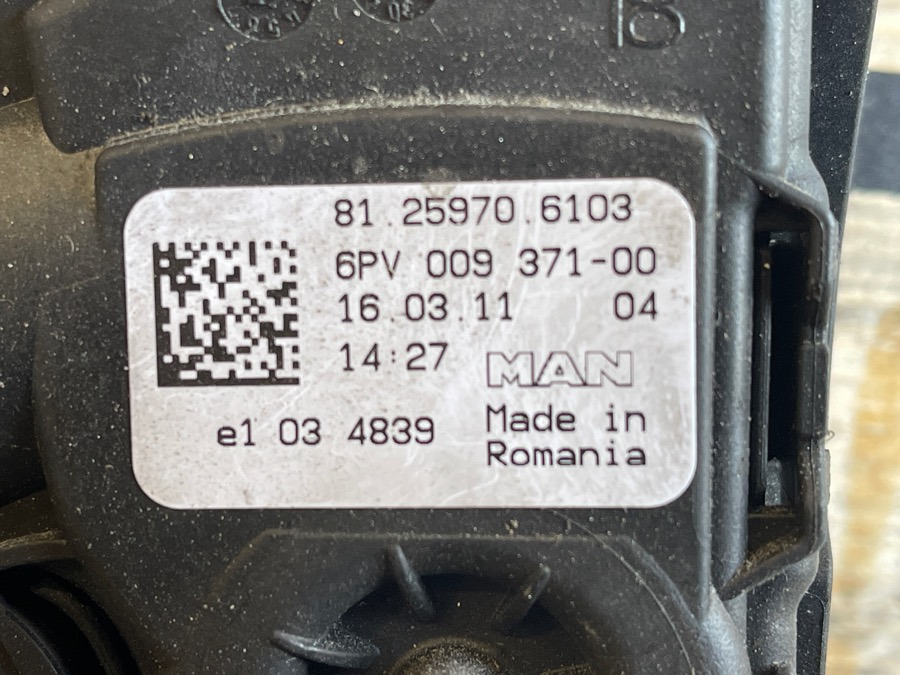 81.25970.6103
6PV 009 371-00
16.03.11 04
14:27 MAN
e1 03 4839
Made in
Romania